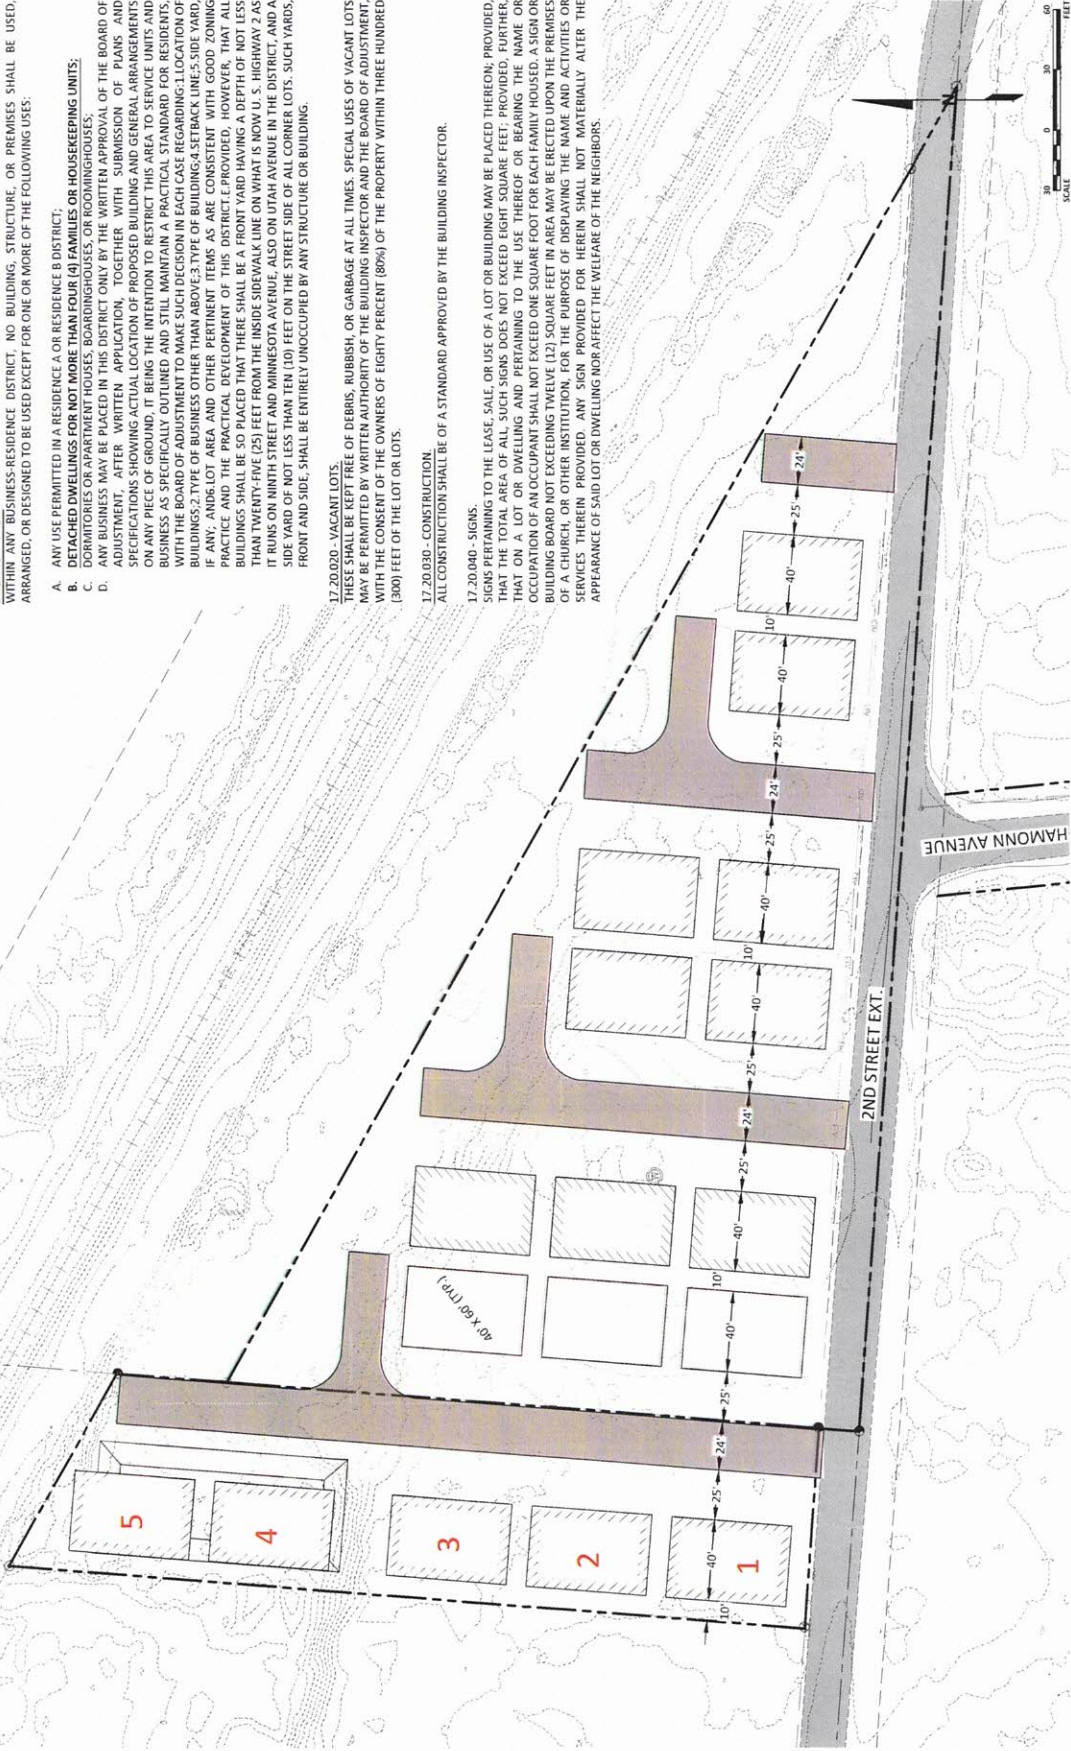 WITHIN ANY BUSINESS-RESIDENCE DISTRICT, NO BUILDING, STRUCTURE, OR PREMISES SHALL BE USED,
ARRANGED, OR DESIGNED TO BE USED EXCEPT FOR ONE OR MORE OF THE FOLLOWING USES:
A. ANY USE PERMITTED IN A RESIDENCE A OR RESIDENCE B DISTRICT;
B. DETACHED DWELLINGS FOR NOT MORE THAN FOUR (4) FAMILIES OR HOUSEKEEPING UNITS;
C. DORMITORIES OR APARTMENT HOUSES, BOARDINGHOUSES, OR ROOMINGHOUSES;
D. ANY BUSINESS MAY BE PLACED IN THIS DISTRICT ONLY BY THE WRITTEN APPROVAL OF THE BOARD OF
ADJUSTMENT, AFTER WRITTEN APPLICATION, TOGETHER WITH SUBMISSION OF PLANS AND
SPECIFICATIONS SHOWING ACTUAL LOCATION OF PROPOSED BUILDING AND GENERAL ARRANGEMENTS
ON ANY PIECE OF GROUND, IT BEING THE INTENTION TO RESTRICT THIS AREA TO SERVICE UNITS AND
BUSINESS AS SPECIFICALLY OUTLINED AND STILL MAINTAIN A PRACTICAL STANDARD FOR RESIDENTS,
WITH THE BOARD OF ADJUSTMENT TO MAKE SUCH DECISION IN EACH CASE REGARDING:1.LOCATION OF
BUILDINGS;2.TYPE OF BUSINESS OTHER THAN ABOVE;3.TYPE OF BUILDING;4.SETBACK LINE;5.SIDE YARD,
IF ANY; AND6.LOT AREA AND OTHER PERTINENT ITEMS AS ARE CONSISTENT WITH GOOD ZONING
PRACTICE AND THE PRACTICAL DEVELOPMENT OF THIS DISTRICT.E.PROVIDED, HOWEVER, THAT ALL
BUILDINGS SHALL BE SO PLACED THAT THERE SHALL BE A FRONT YARD HAVING A DEPTH OF NOT LESS
THAN TWENTY-FIVE (25) FEET FROM THE INSIDE SIDEWALK LINE ON WHAT IS NOW U. S. HIGHWAY 2 AS
IT RUNS ON NINTH STREET AND MINNESOTA AVENUE, ALSO ON UTAH AVENUE IN THE DISTRICT, AND A
SIDE YARD OF NOT LESS THAN TEN (10) FEET ON THE STREET SIDE OF ALL CORNER LOTS. SUCH YARDS,
FRONT AND SIDE, SHALL BE ENTIRELY UNOCCUPIED BY ANY STRUCTURE OR BUILDING.
17.20.020 - VACANT LOTS.
THESE SHALL BE KEPT FREE OF DEBRIS, RUBBISH, OR GARBAGE AT ALL TIMES. SPECIAL USES OF VACANT LOTS
MAY BE PERMITTED BY WRITTEN AUTHORITY OF THE BUILDING INSPECTOR AND THE BOARD OF ADJUSTMENT,
WITH THE CONSENT OF THE OWNERS OF EIGHTY PERCENT (80%) OF THE PROPERTY WITHIN THREE HUNDRED
(300) FEET OF THE LOT OR LOTS.
17.20.030 - CONSTRUCTION.
ALL CONSTRUCTION SHALL BE OF A STANDARD APPROVED BY THE BUILDING INSPECTOR.
17.20.040 - SIGNS.
SIGNS PERTAINING TO THE LEASE, SALE, OR USE OF A LOT OR BUILDING MAY BE PLACED THEREON; PROVIDED,
THAT THE TOTAL AREA OF ALL, SUCH SIGNS DOES NOT EXCEED EIGHT SQUARE FEET; PROVIDED, FURTHER,
THAT ON A LOT OR DWELLING AND PERTAINING TO THE USE THEREOF OR BEARING THE NAME OR
OCCUPATION OF AN OCCUPANT SHALL NOT EXCEED ONE SQUARE FOOT FOR EACH FAMILY HOUSED. A SIGN OR
BUILDING BOARD NOT EXCEEDING TWELVE (12) SQUARE FEET IN AREA MAY BE ERECTED UPON THE PREMISES
OF A CHURCH, OR OTHER INSTITUTION, FOR THE PURPOSE OF DISPLAYING THE NAME AND ACTIVITIES OR
SERVICES THEREIN PROVIDED. ANY SIGN PROVIDED FOR HEREIN SHALL NOT MATERIALLY ALTER THE
APPEARANCE OF SAID LOT OR DWELLING NOR AFFECT THE WELFARE OF THE NEIGHBORS.
5
4
3
2
1
40' X 60' (TYP.)
W
10' 40' 25' 24' 25' 40' 10' 40' 25' 24' 25' 40' 10' 40' 25' 24' 25' 40' 10' 40' 25' 24'
2ND STREET EXT.
HAMONN AVENUE
N
30 0 30 60
SCALE FEET